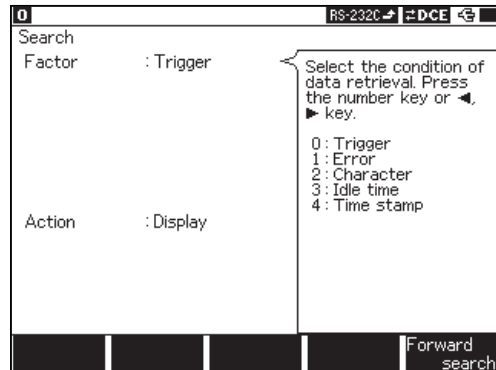 0 RS-232C ⇄DCE
Search
Factor : Trigger
Select the condition of
data retrieval. Press
the number key or ◀,
▶ key.
0 : Trigger
1 : Error
2 : Character
3 : Idle time
4 : Time stamp
Action : Display
Forward
search